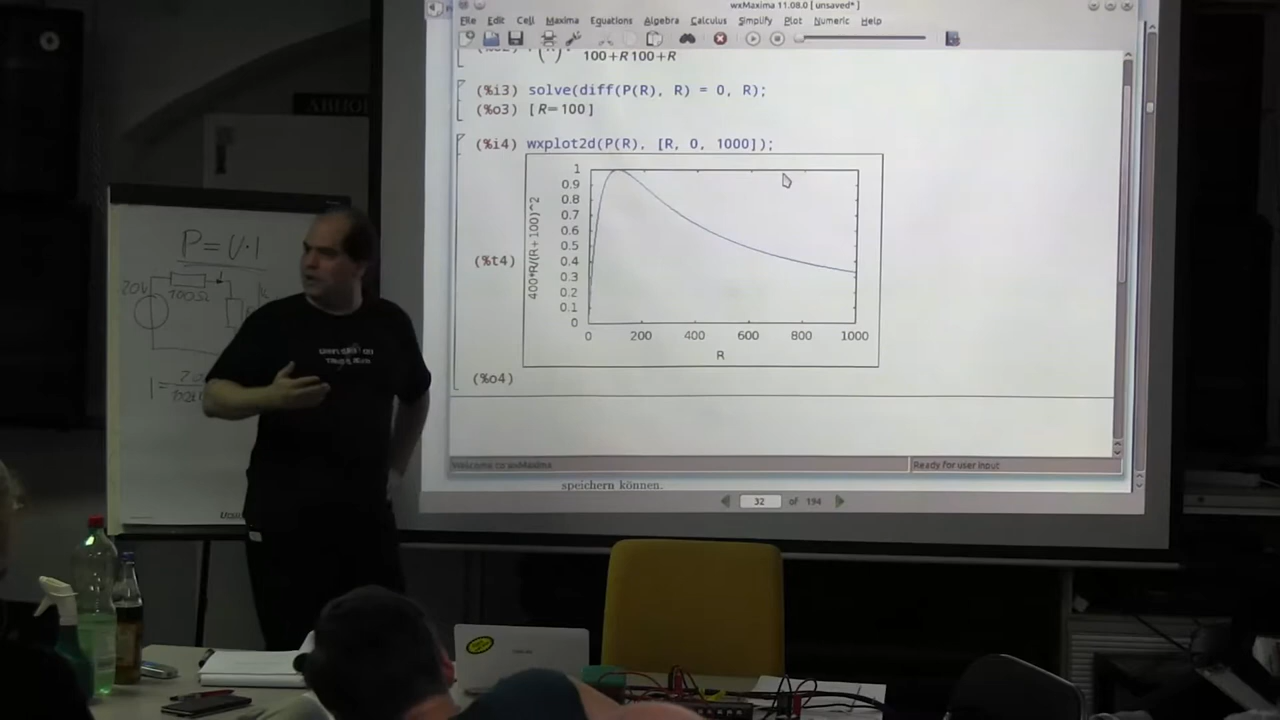 wxMaxima 11.08.0 [ unsaved* ]
File Edit Cell Maxima Equations Algebra Calculus Simplify Plot Numeric Help
100+R 100+R
(%i3) solve(diff(P(R), R) = 0, R);
(%o3) [ R=100 ]
(%i4) wxplot2d(P(R), [R, 0, 1000]);
1
0.9
0.8
0.7
0.6
0.5
0.4
0.3
0.2
0.1
0
400*R/(R+100)^2
0 200 400 600 800 1000
R
(%t4)
(%o4)
Welcome to wxMaxima
Ready for user input
speichern können.
32 of 194
P=U·I
20V
100Ω